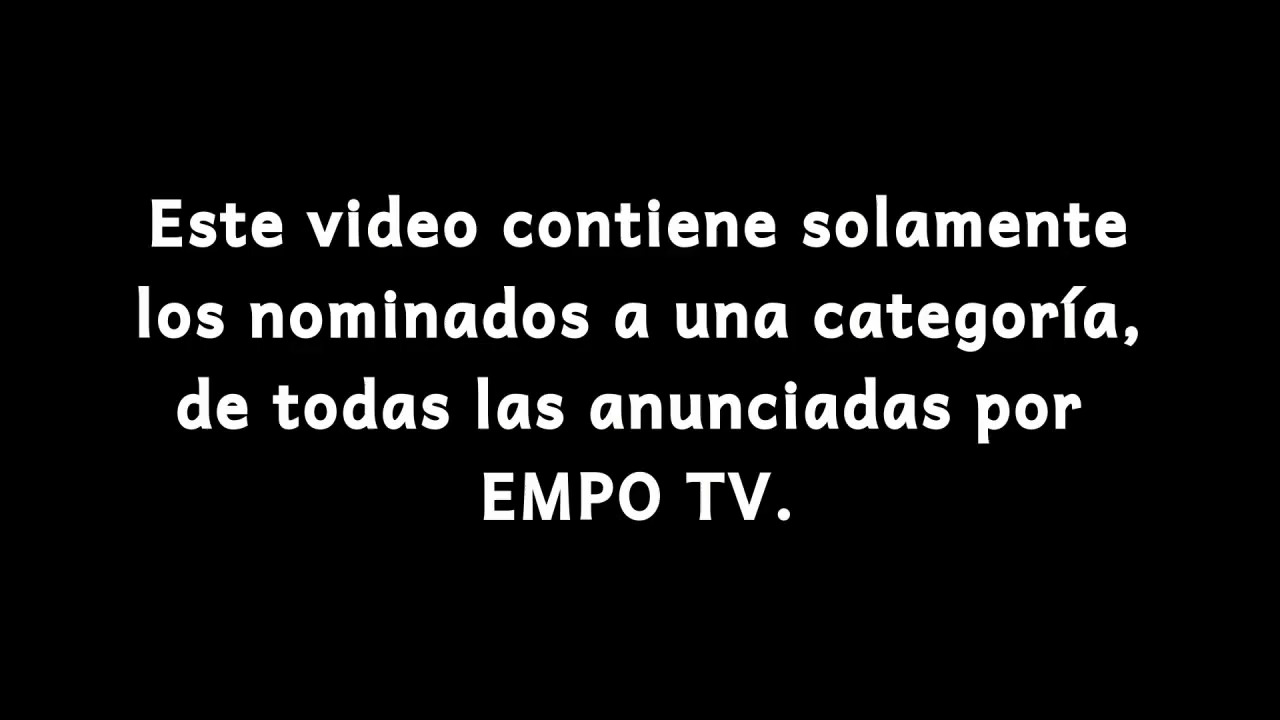 Este video contiene solamente
los nominados a una categoría,
de todas las anunciadas por
EMPO TV.